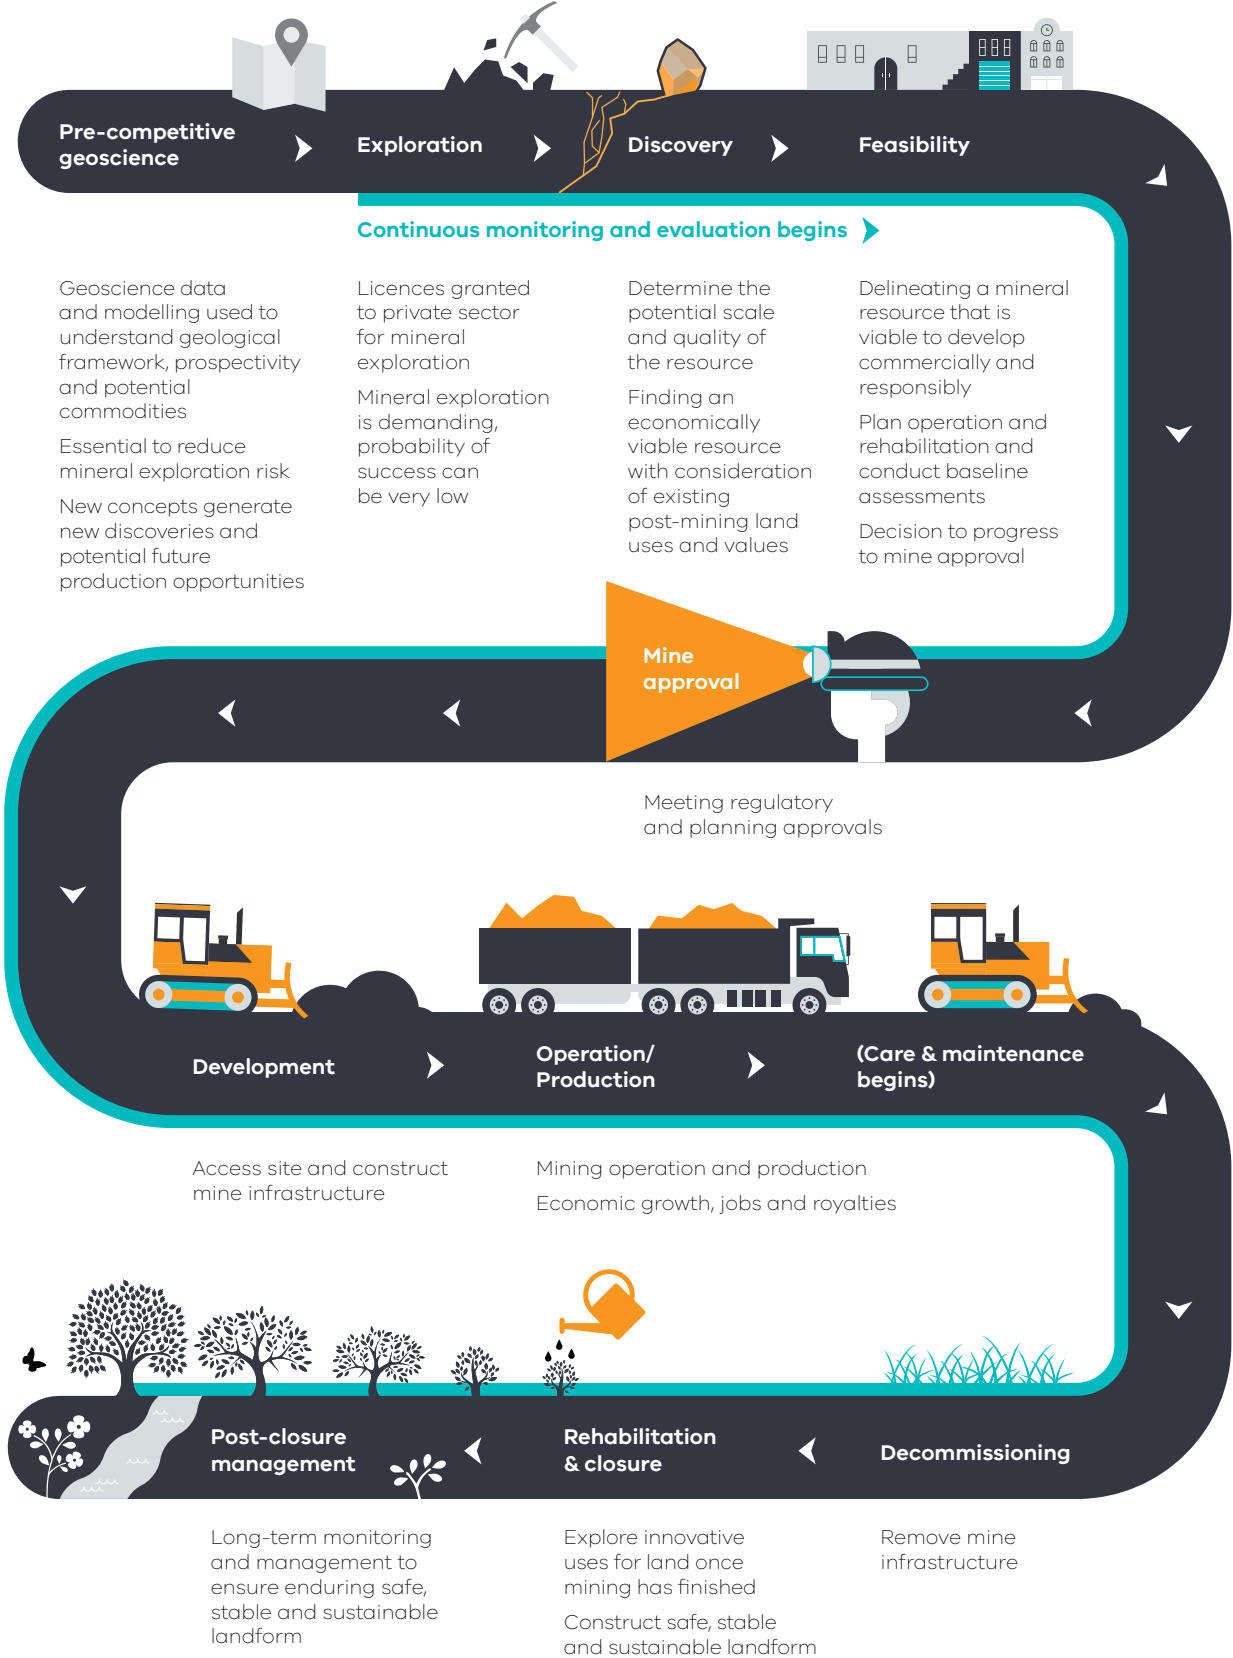 Pre-competitive
geoscience
Exploration
Discovery
Feasibility
Continuous monitoring and evaluation begins
Geoscience data
and modelling used to
understand geological
framework, prospectivity
and potential
commodities
Essential to reduce
mineral exploration risk
New concepts generate
new discoveries and
potential future
production opportunities
Licences granted
to private sector
for mineral
exploration
Mineral exploration
is demanding,
probability of
success can
be very low
Determine the
potential scale
and quality of
the resource
Finding an
economically
viable resource
with consideration
of existing
post-mining land
uses and values
Delineating a mineral
resource that is
viable to develop
commercially and
responsibly
Plan operation and
rehabilitation and
conduct baseline
assessments
Decision to progress
to mine approval
Mine
approval
Meeting regulatory
and planning approvals
Development
Operation/
Production
(Care & maintenance
begins)
Access site and construct
mine infrastructure
Mining operation and production
Economic growth, jobs and royalties
Decommissioning
Remove mine
infrastructure
Rehabilitation
& closure
Explore innovative
uses for land once
mining has finished
Construct safe, stable
and sustainable landform
Post-closure
management
Long-term monitoring
and management to
ensure enduring safe,
stable and sustainable
landform